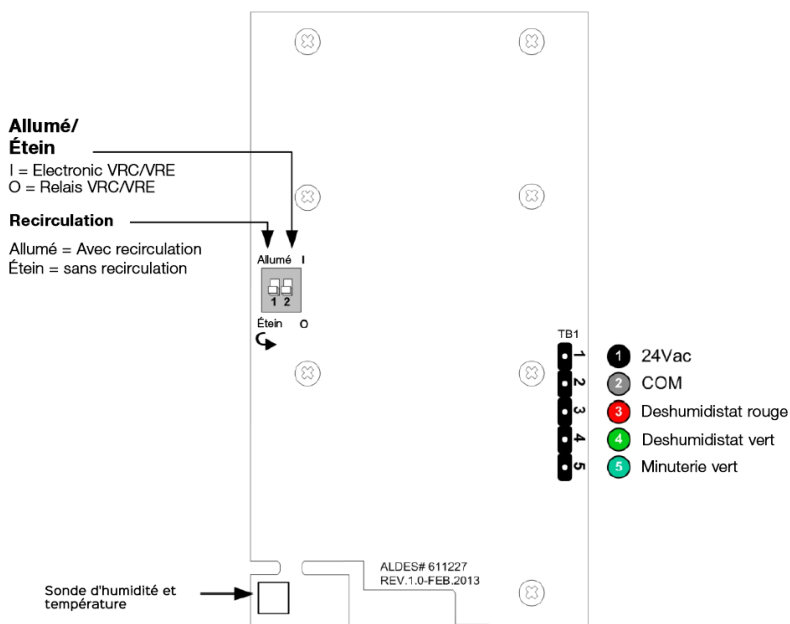 Allumé/
Étein
I = Electronic VRC/VRE
O = Relais VRC/VRE
Recirculation
Allumé = Avec recirculation
Étein = sans recirculation
Allumé I
1 2
Étein O
TB1
1 1 24Vac
2 2 COM
3 3 Deshumidistat rouge
4 4 Deshumidistat vert
5 5 Minuterie vert
ALDES# 611227
REV.1.0-FEB.2013
Sonde d'humidité et
température